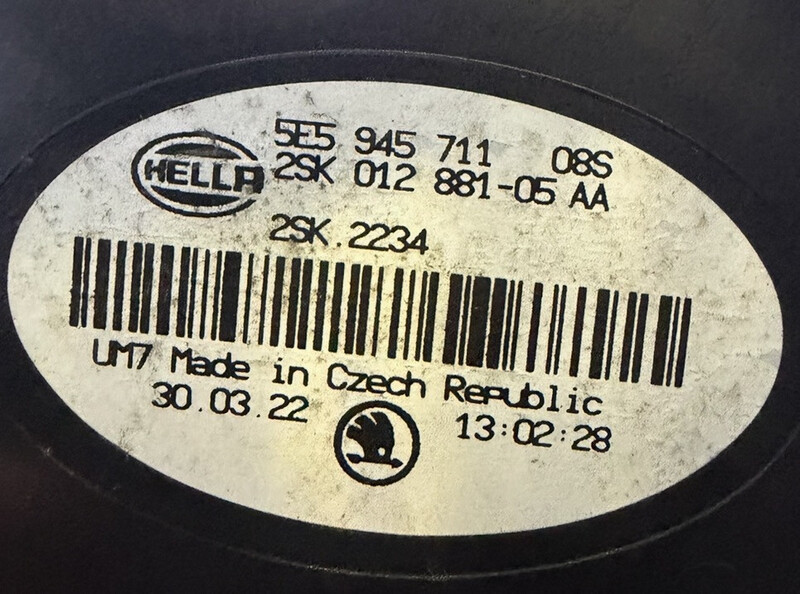 HELLA
5E5 945 711 08S
2SK 012 881-05 AA
2SK.2234
UM7 Made in Czech Republic
30.03.22 13:02:28